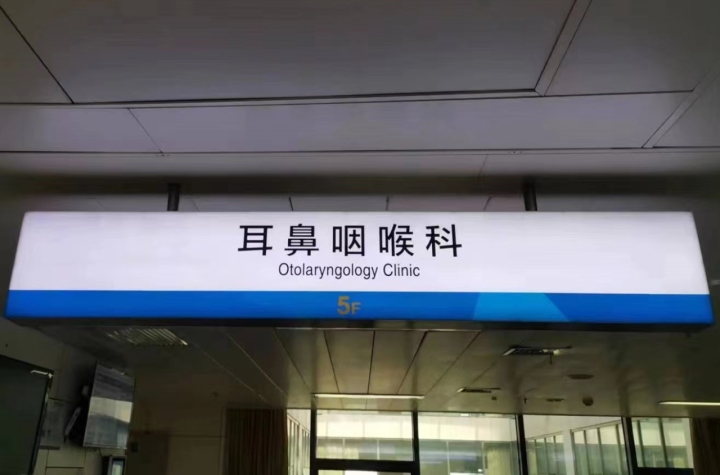 耳鼻咽喉科
Otolaryngology Clinic
5F